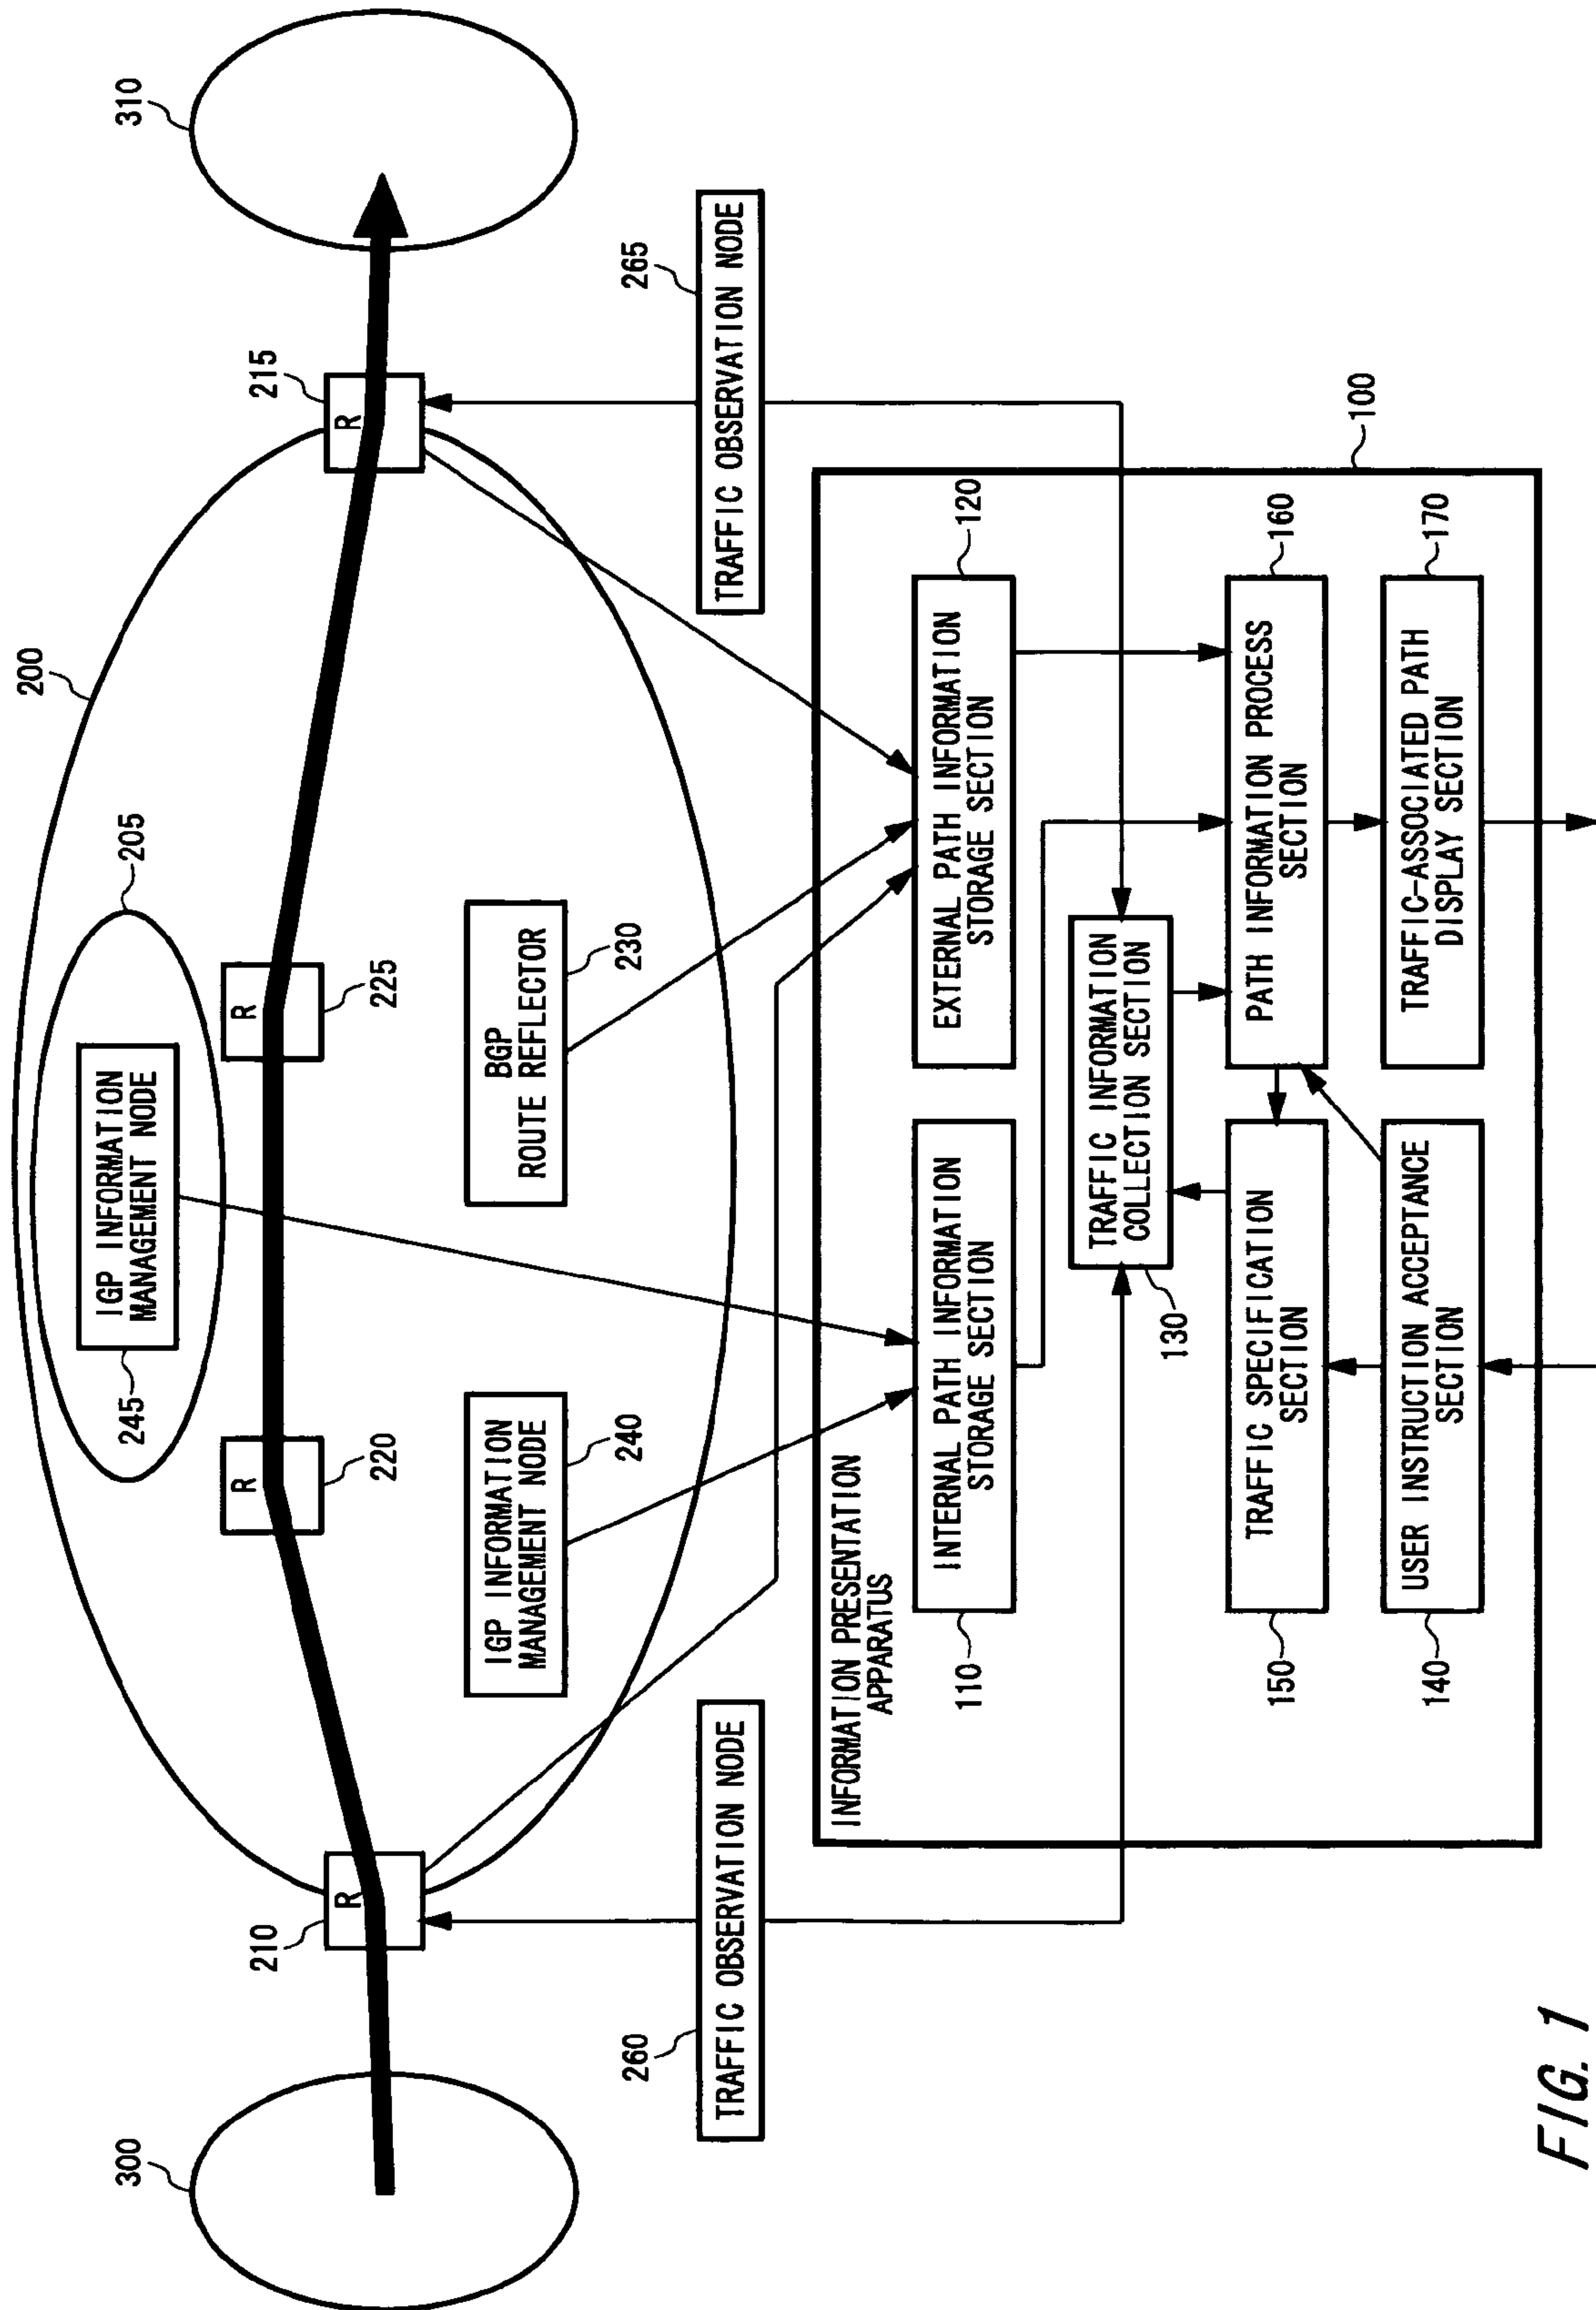 300
310
200
205
IGP INFORMATION
MANAGEMENT NODE
245
210
R
R
220
R
225
R
215
IGP INFORMATION
MANAGEMENT NODE
240
BGP
ROUTE REFLECTOR
230
260
TRAFFIC OBSERVATION NODE
265
TRAFFIC OBSERVATION NODE
INFORMATION PRESENTATION
APPARATUS
100
110
INTERNAL PATH INFORMATION
STORAGE SECTION
EXTERNAL PATH INFORMATION
STORAGE SECTION
120
TRAFFIC INFORMATION
COLLECTION SECTION
130
150
TRAFFIC SPECIFICATION
SECTION
PATH INFORMATION PROCESS
SECTION
160
140
USER INSTRUCTION ACCEPTANCE
SECTION
TRAFFIC-ASSOCIATED PATH
DISPLAY SECTION
170
FIG. 1